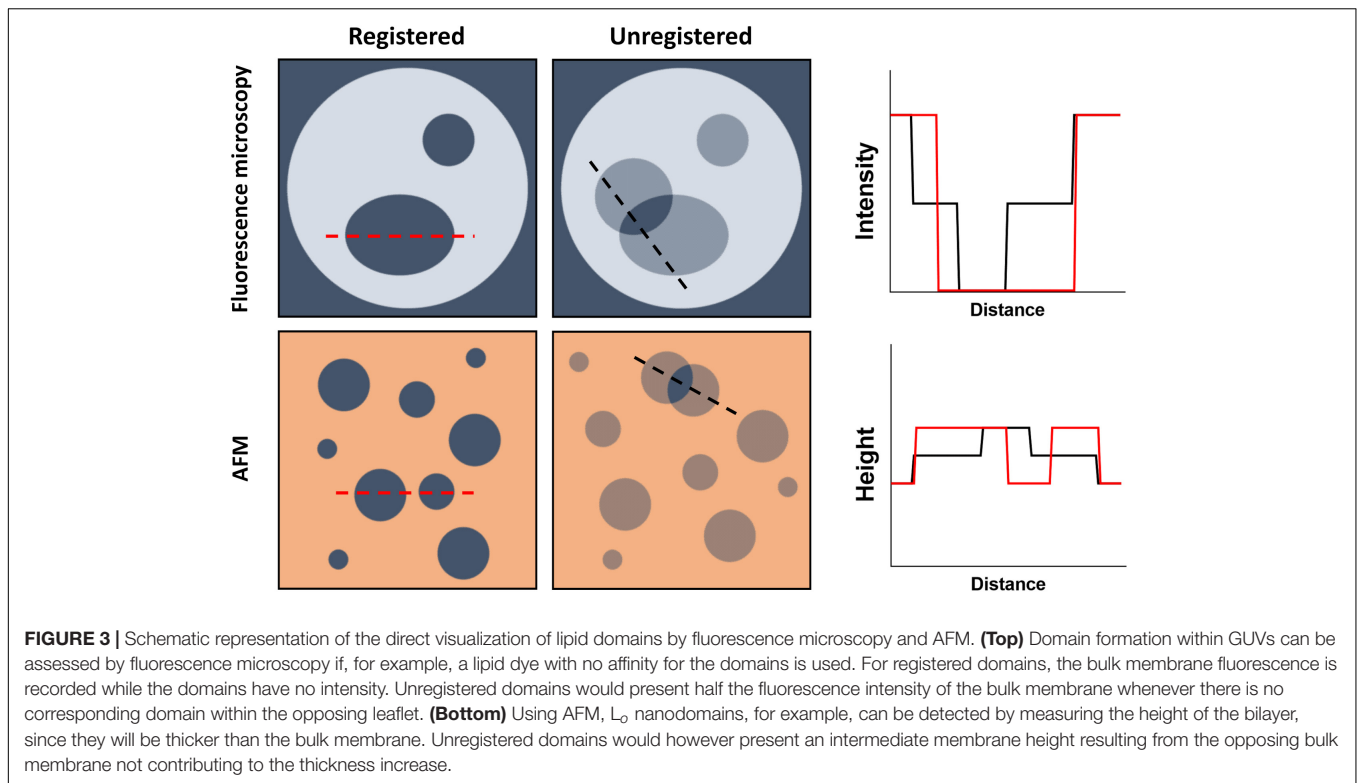 Registered
Unregistered
Fluorescence microscopy
Intensity
Distance
AFM
Height
Distance
FIGURE 3 | Schematic representation of the direct visualization of lipid domains by fluorescence microscopy and AFM. (Top) Domain formation within GUVs can be
assessed by fluorescence microscopy if, for example, a lipid dye with no affinity for the domains is used. For registered domains, the bulk membrane fluorescence is
recorded while the domains have no intensity. Unregistered domains would present half the fluorescence intensity of the bulk membrane whenever there is no
corresponding domain within the opposing leaflet. (Bottom) Using AFM, Lo nanodomains, for example, can be detected by measuring the height of the bilayer,
since they will be thicker than the bulk membrane. Unregistered domains would however present an intermediate membrane height resulting from the opposing bulk
membrane not contributing to the thickness increase.